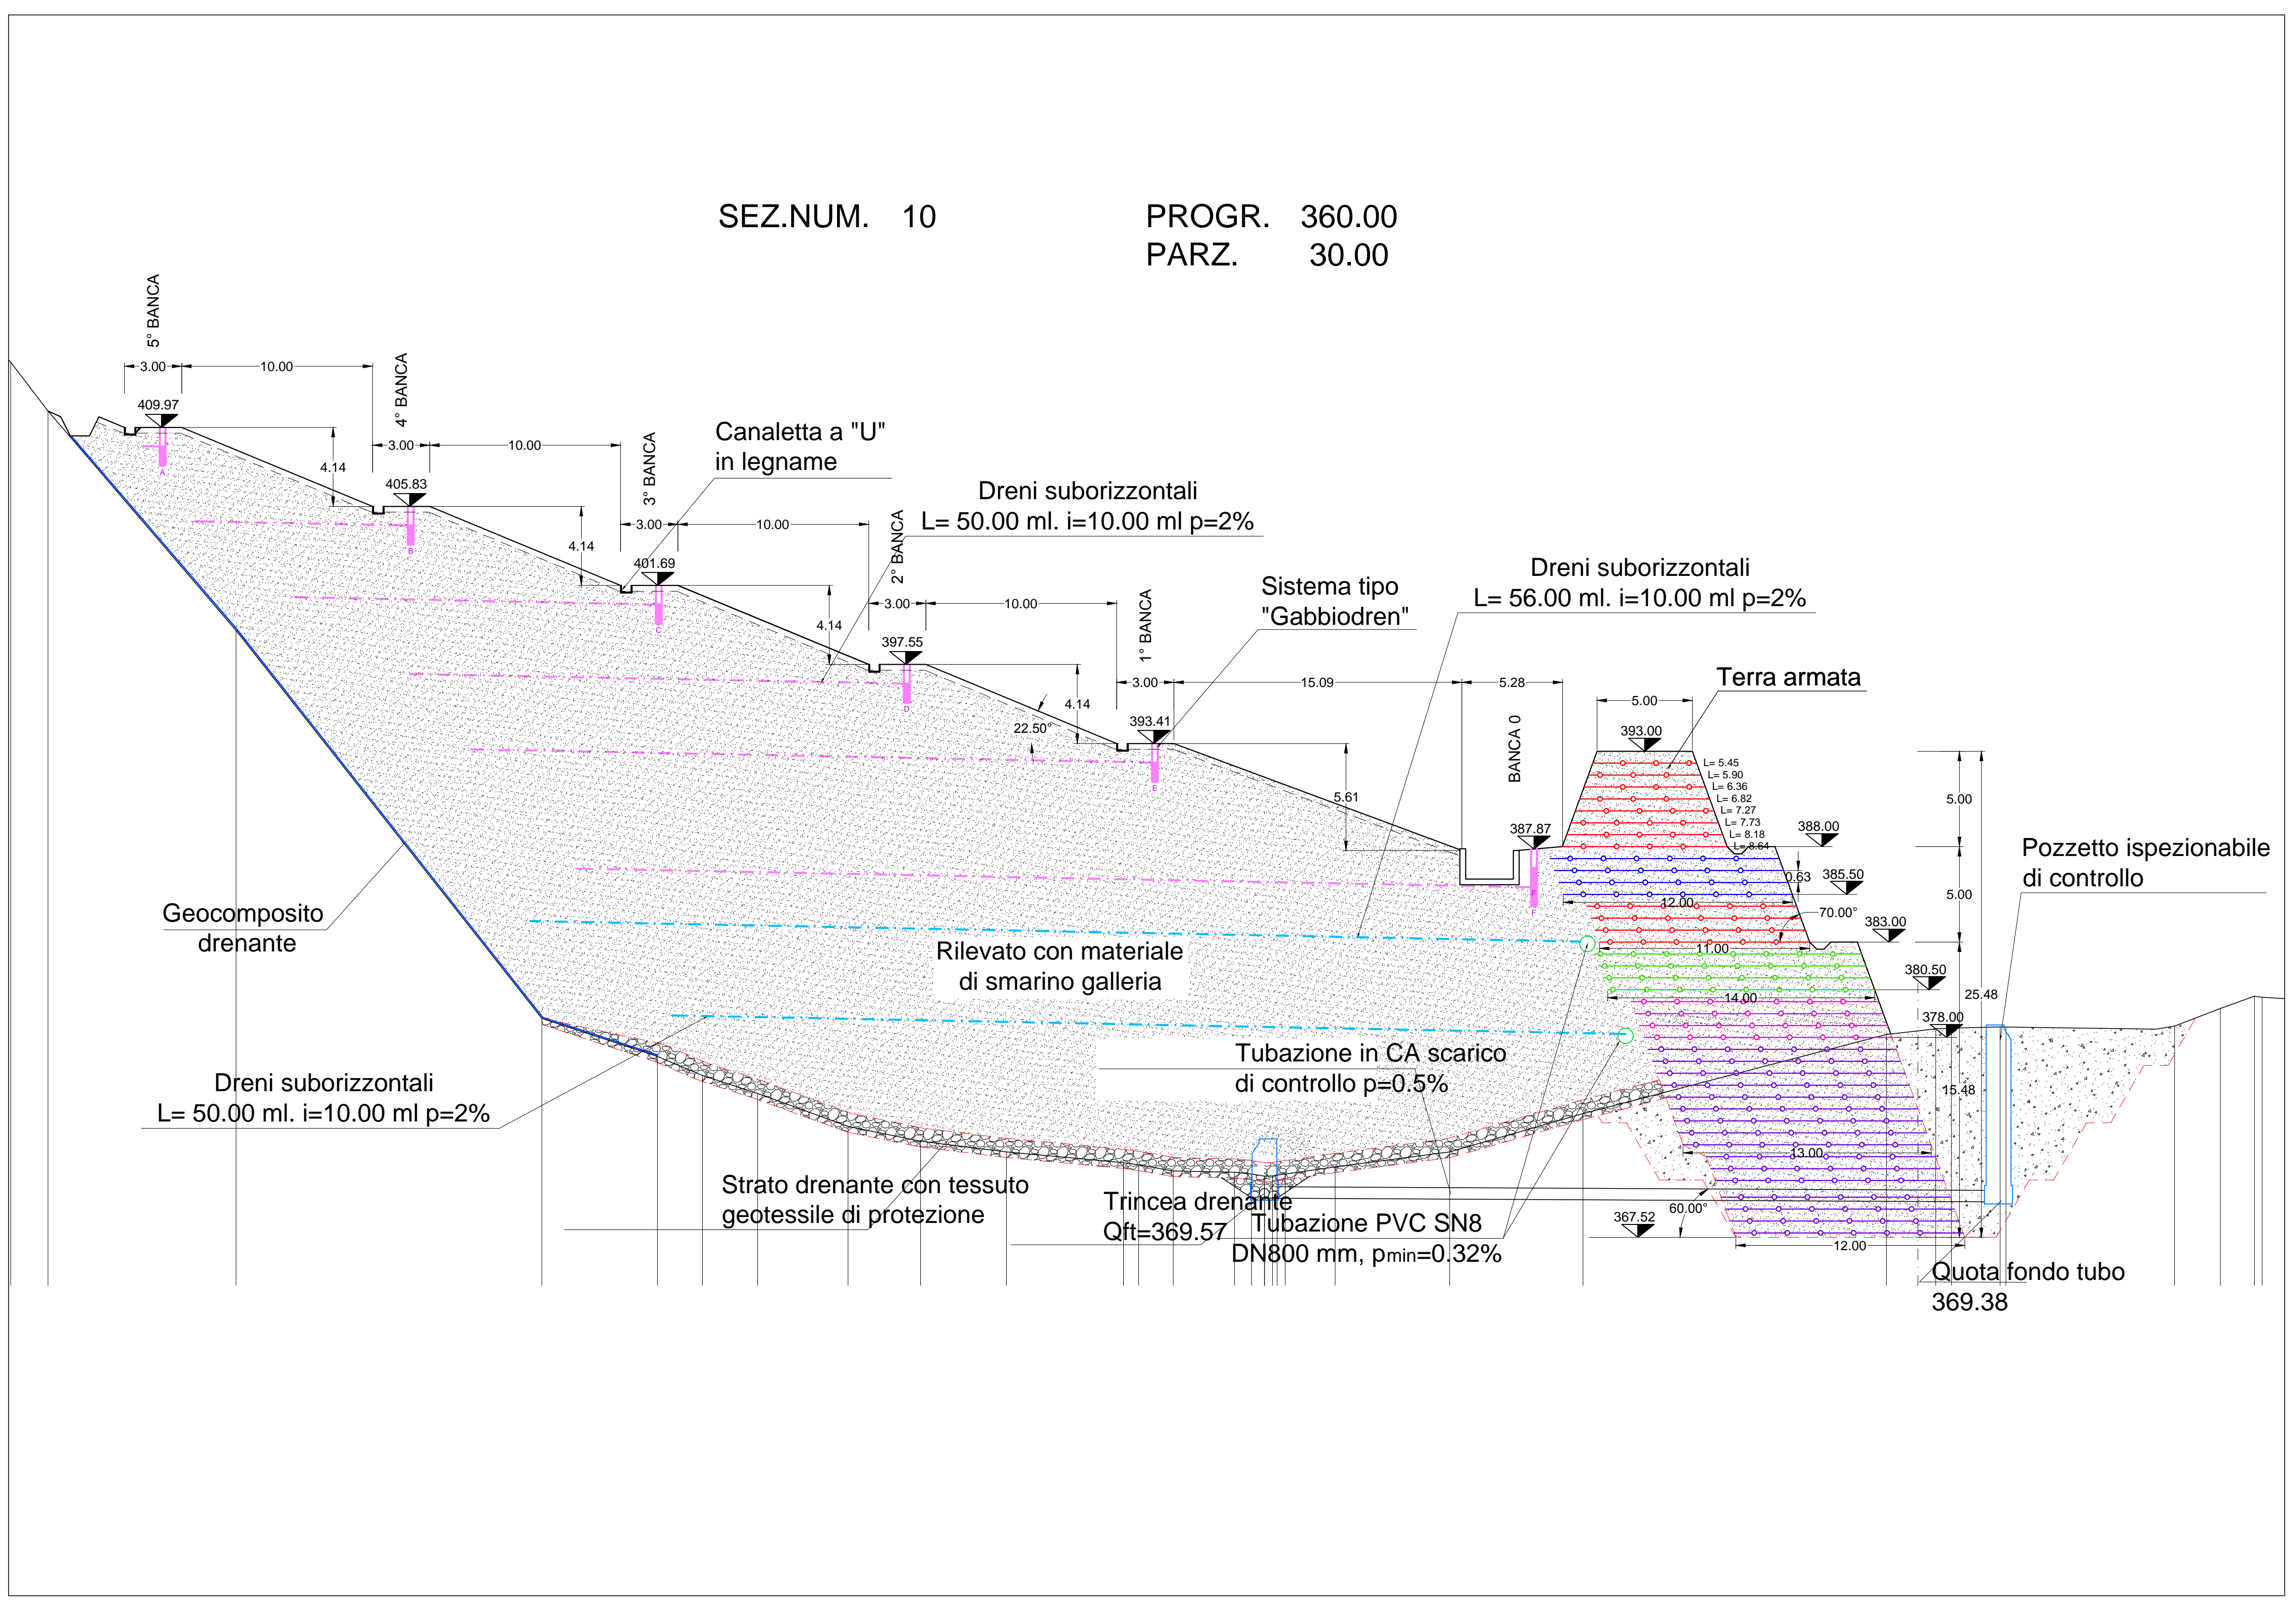 SEZ.NUM. 10
PROGR. 360.00
PARZ. 30.00
5° BANCA
3.00
10.00
409.97
A
4.14
4° BANCA
3.00
10.00
405.83
B
4.14
3° BANCA
3.00
10.00
401.69
C
4.14
2° BANCA
3.00
10.00
397.55
D
4.14
22.50°
1° BANCA
3.00
15.09
5.28
393.41
E
5.61
BANCA 0
387.87
F
F
Canaletta a "U"
in legname
Dreni suborizzontali
L= 50.00 ml. i=10.00 ml p=2%
Sistema tipo
"Gabbiodren"
Dreni suborizzontali
L= 56.00 ml. i=10.00 ml p=2%
Terra armata
5.00
393.00
L= 5.45
L= 5.90
L= 6.36
L= 6.82
L= 7.27
L= 7.73
L= 8.18
L= 8.64
388.00
0.63
385.50
12.00
70.00°
383.00
11.00
380.50
14.00
378.00
5.00
5.00
25.48
15.48
13.00
60.00°
367.52
12.00
Pozzetto ispezionabile
di controllo
Geocomposito
drenante
Rilevato con materiale
di smarino galleria
Tubazione in CA scarico
di controllo p=0.5%
Dreni suborizzontali
L= 50.00 ml. i=10.00 ml p=2%
Strato drenante con tessuto
geotessile di protezione
Trincea drenante
Qft=369.57
Tubazione PVC SN8
DN800 mm, pmin=0.32%
Quota fondo tubo
369.38